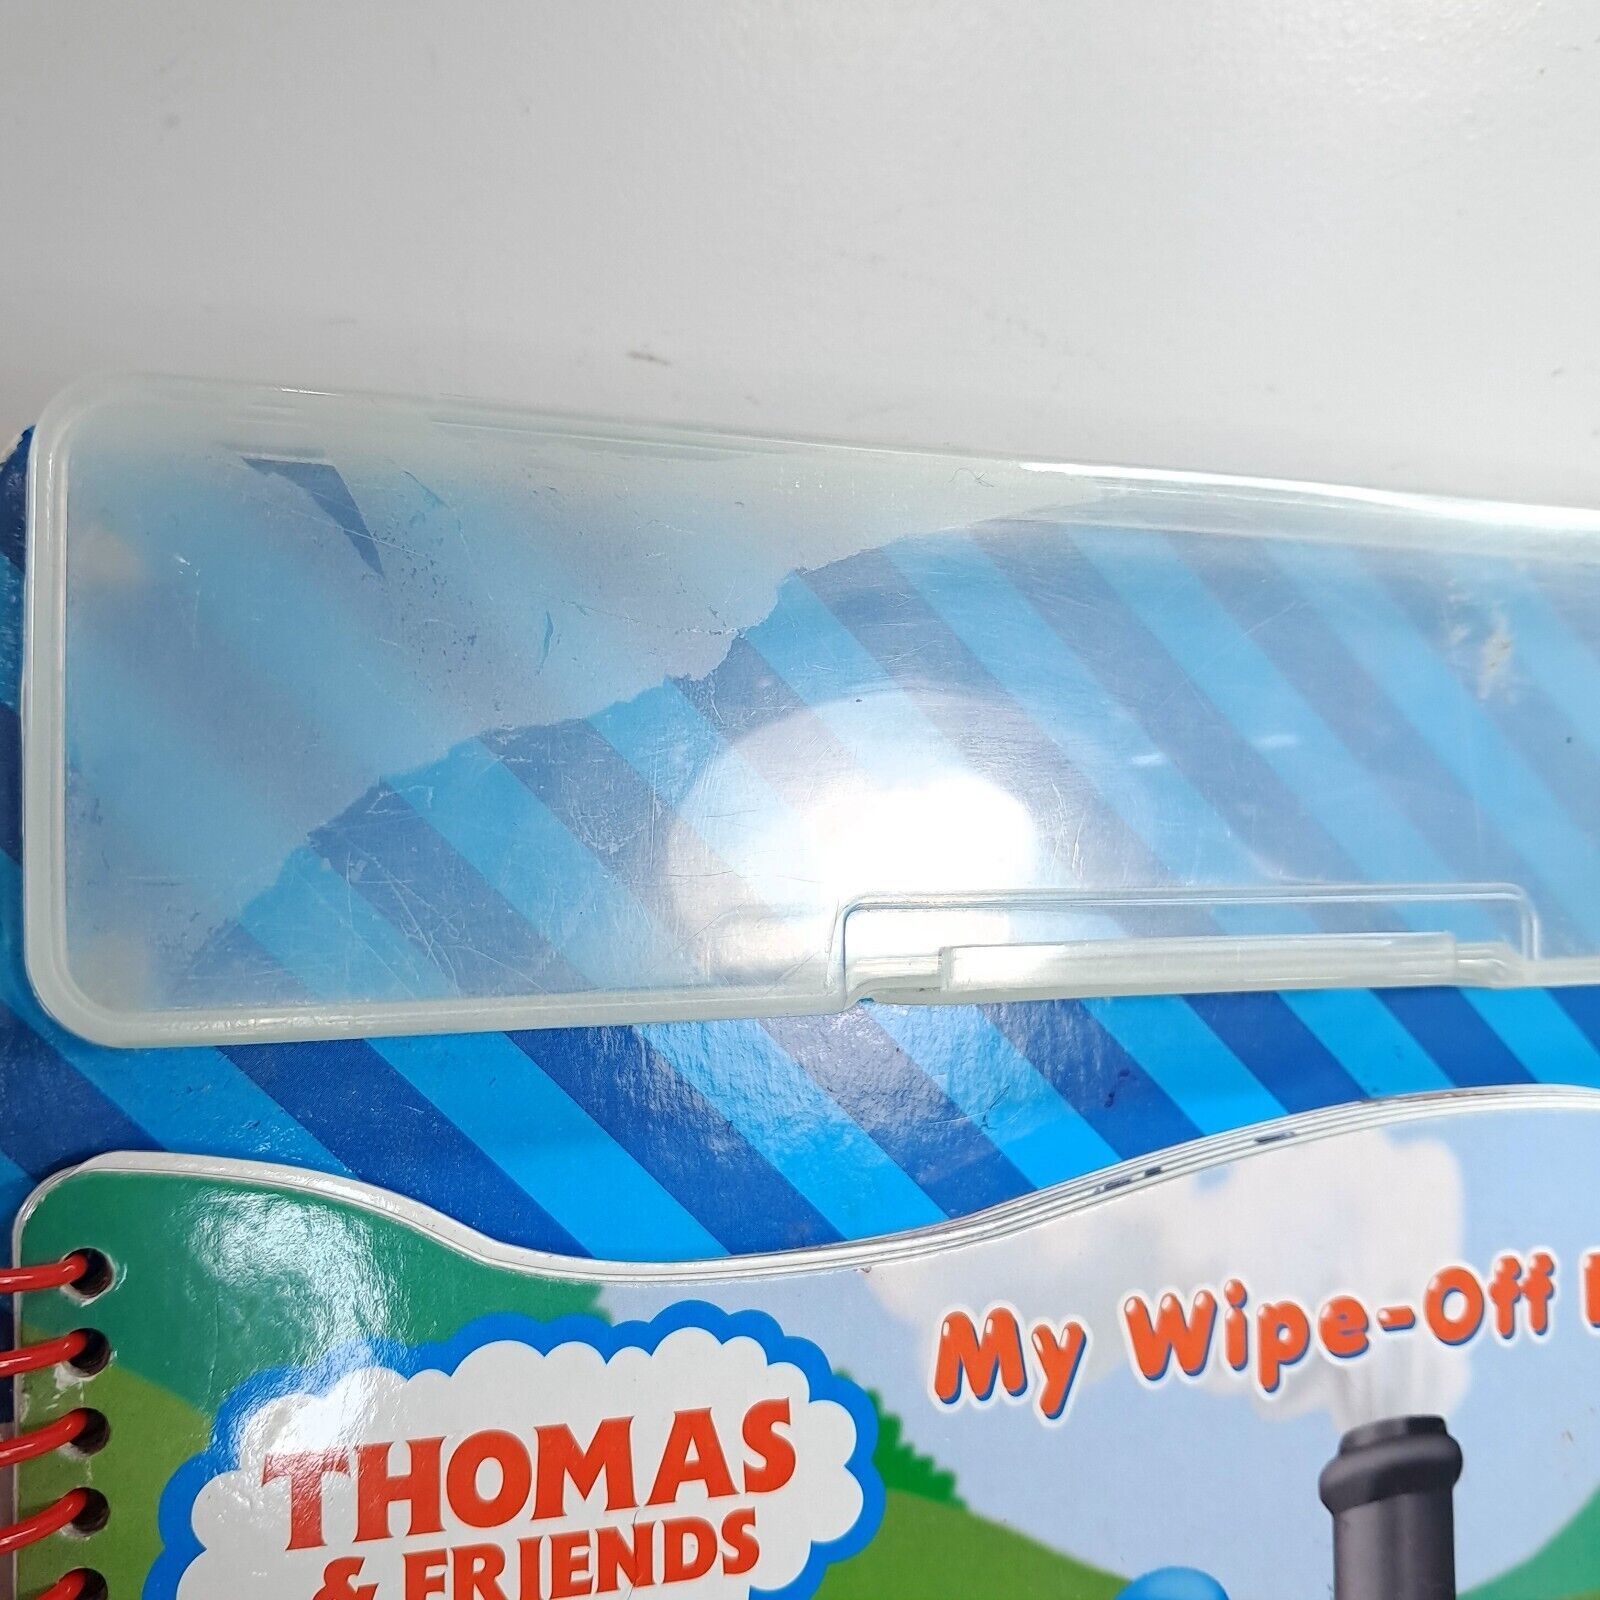 My Wipe-Off
THOMAS
& FRIENDS